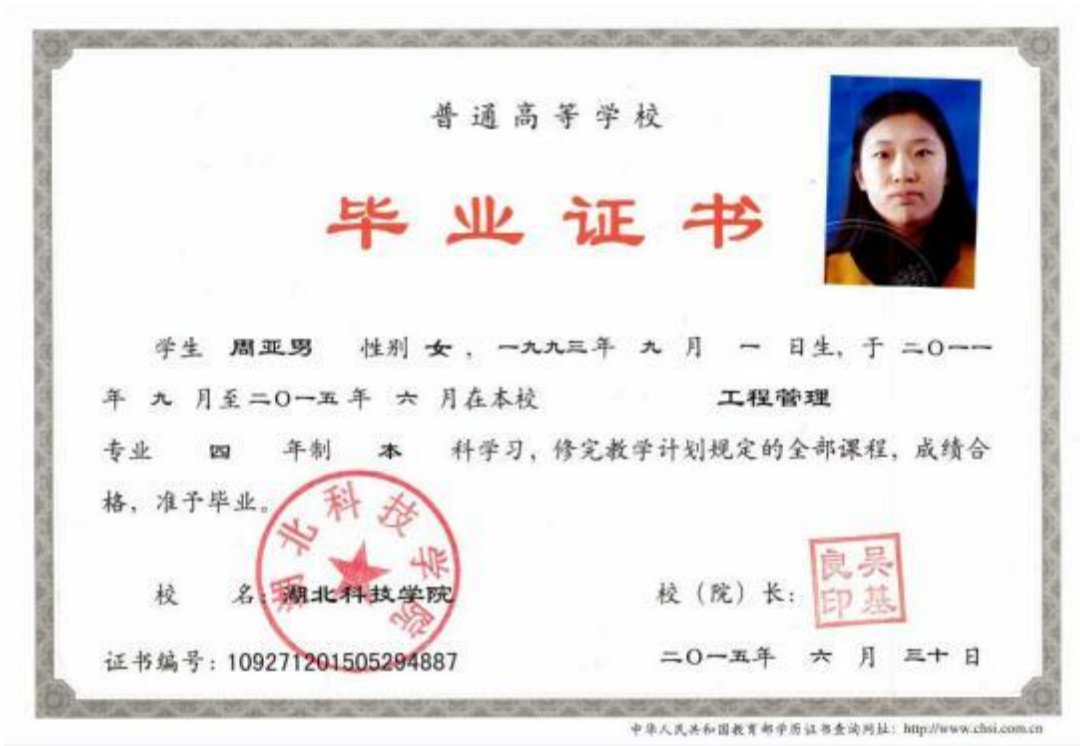 普通高等学校
毕业证书
学生 周亚男 性别 女，一九九三年 九 月 一 日生，于 二〇一一
年 九 月至二〇一五年 六 月在本校 工程管理
专业 四 年制 本 科学习，修完教学计划规定的全部课程，成绩合
格，准予毕业。
湖北科技学院
校 名：湖北科技学院
校（院）长：
吴基良印
证书编号：109271201505294887
二〇一五年 六 月 三十 日
中华人民共和国教育部学历证书查询网址：http://www.chsi.com.cn